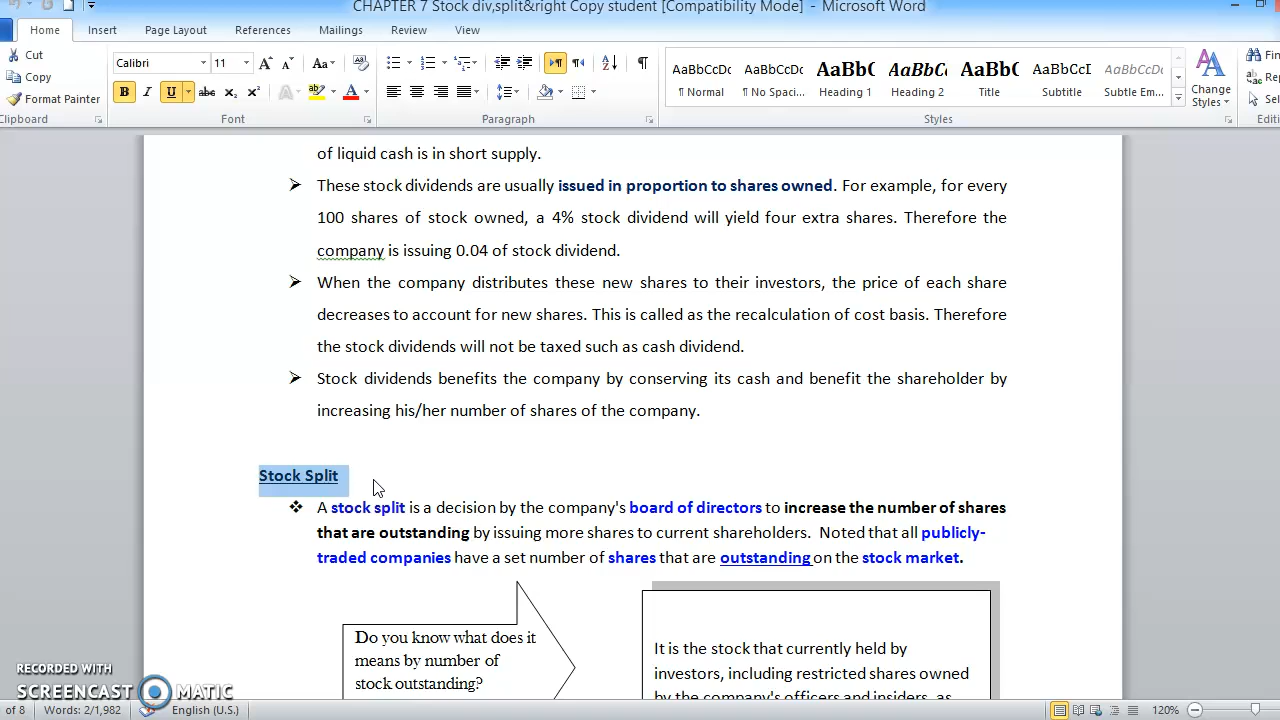 CHAPTER 7 Stock div,split&right Copy student [Compatibility Mode] - Microsoft Word
Home Insert Page Layout References Mailings Review View
Cut
Copy
Format Painter
Calibri 11
Clipboard Font Paragraph Styles
AaBbCcDc AaBbCcDc AaBbC AaBbCc AaBbC AaBbCcI AaBbCcDc
¶ Normal ¶ No Spaci... Heading 1 Heading 2 Title Subtitle Subtle Em...
Change
Styles
of liquid cash is in short supply.
➢ These stock dividends are usually issued in proportion to shares owned. For example, for every
100 shares of stock owned, a 4% stock dividend will yield four extra shares. Therefore the
company is issuing 0.04 of stock dividend.
➢ When the company distributes these new shares to their investors, the price of each share
decreases to account for new shares. This is called as the recalculation of cost basis. Therefore
the stock dividends will not be taxed such as cash dividend.
➢ Stock dividends benefits the company by conserving its cash and benefit the shareholder by
increasing his/her number of shares of the company.
Stock Split
❖ A stock split is a decision by the company's board of directors to increase the number of shares
that are outstanding by issuing more shares to current shareholders. Noted that all publicly-
traded companies have a set number of shares that are outstanding on the stock market.
Do you know what does it
means by number of
stock outstanding?
It is the stock that currently held by
investors, including restricted shares owned
by the company's officers and insiders, as
RECORDED WITH
SCREENCAST MATIC
of 8 Words: 2/1,982 English (U.S.) 120%